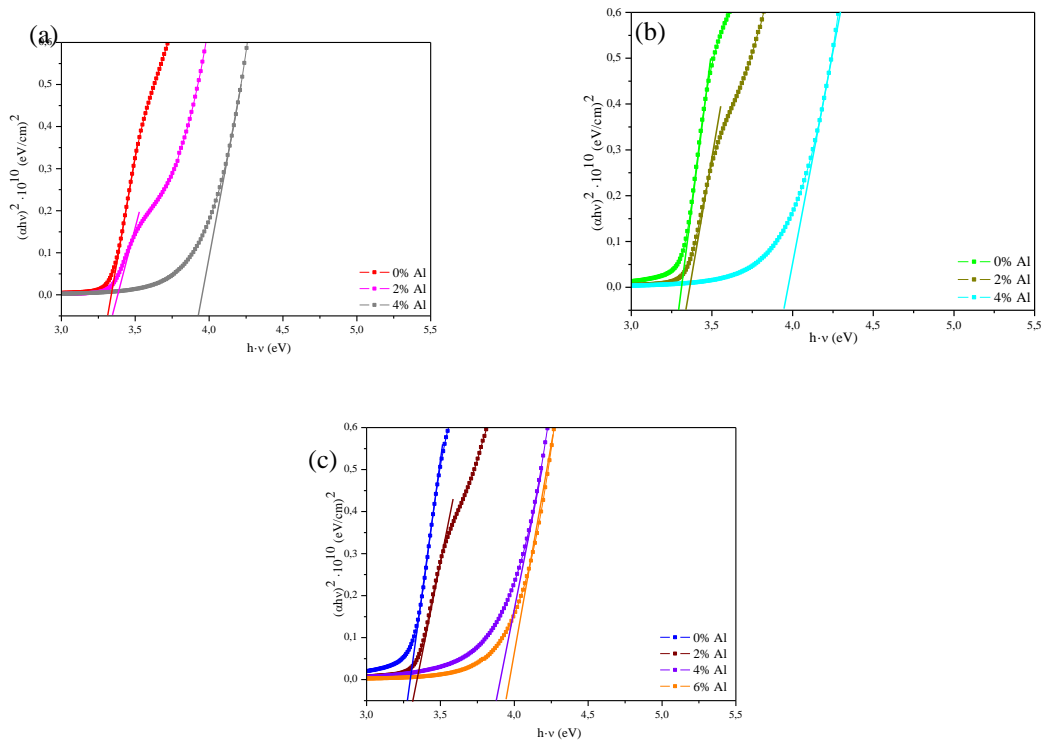 (a)
0,6
0,5
0,4
0,3
0,2
0,1
0,0
(αhν)² ·10¹⁰ (eV/cm)²
0% Al
2% Al
4% Al
3,0 3,5 4,0 4,5 5,0 5,5
h·ν (eV)
(b)
0,6
0,5
0,4
0,3
0,2
0,1
0,0
(αhν)² ·10¹⁰ (eV/cm)²
0% Al
2% Al
4% Al
3,0 3,5 4,0 4,5 5,0 5,5
h·ν (eV)
(c)
0,6
0,5
0,4
0,3
0,2
0,1
0,0
(αhν)² ·10¹⁰ (eV/cm)²
0% Al
2% Al
4% Al
6% Al
3,0 3,5 4,0 4,5 5,0 5,5
h·ν (eV)